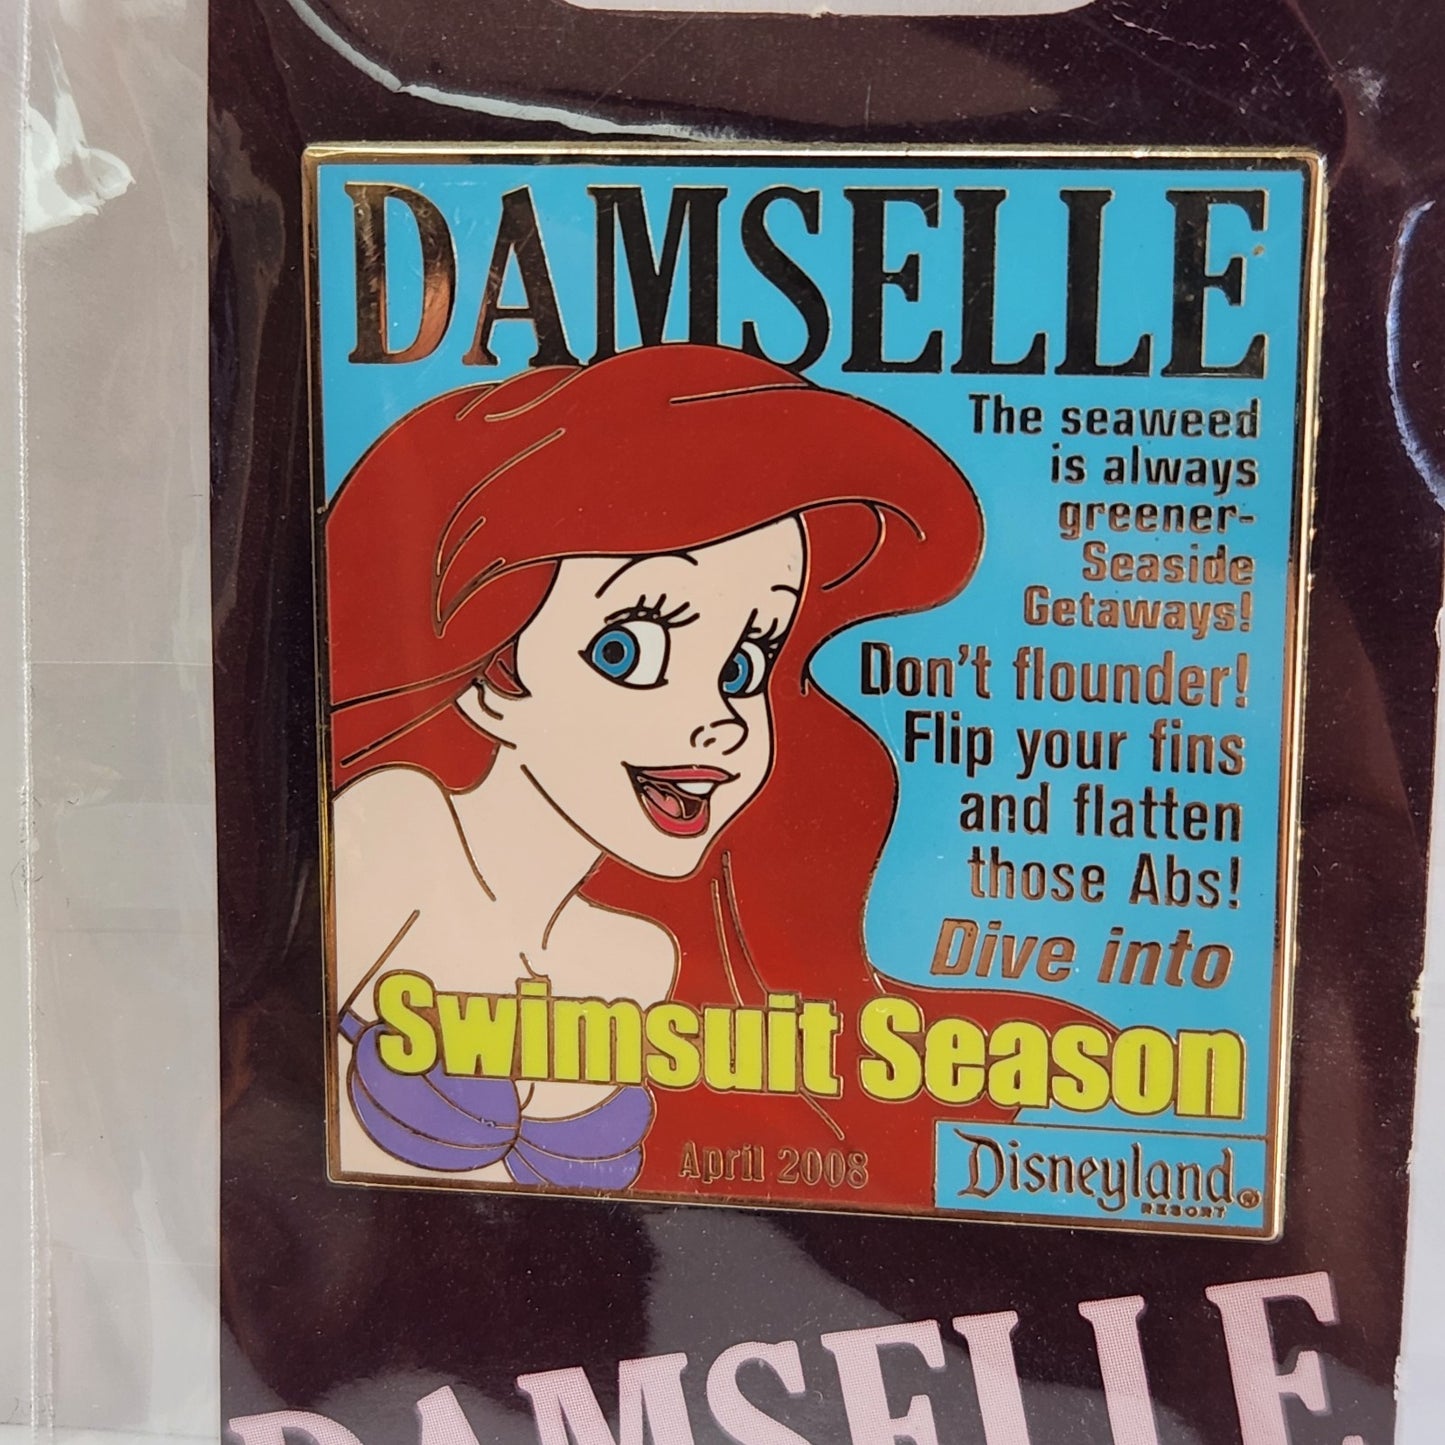 DAMSELLE
The seaweed
is always
greener-
Seaside
Getaways!
Don't flounder!
Flip your fins
and flatten
those Abs!
Dive into
Swimsuit Season
April 2008
Disneyland®
RESORT
DAMSELLE